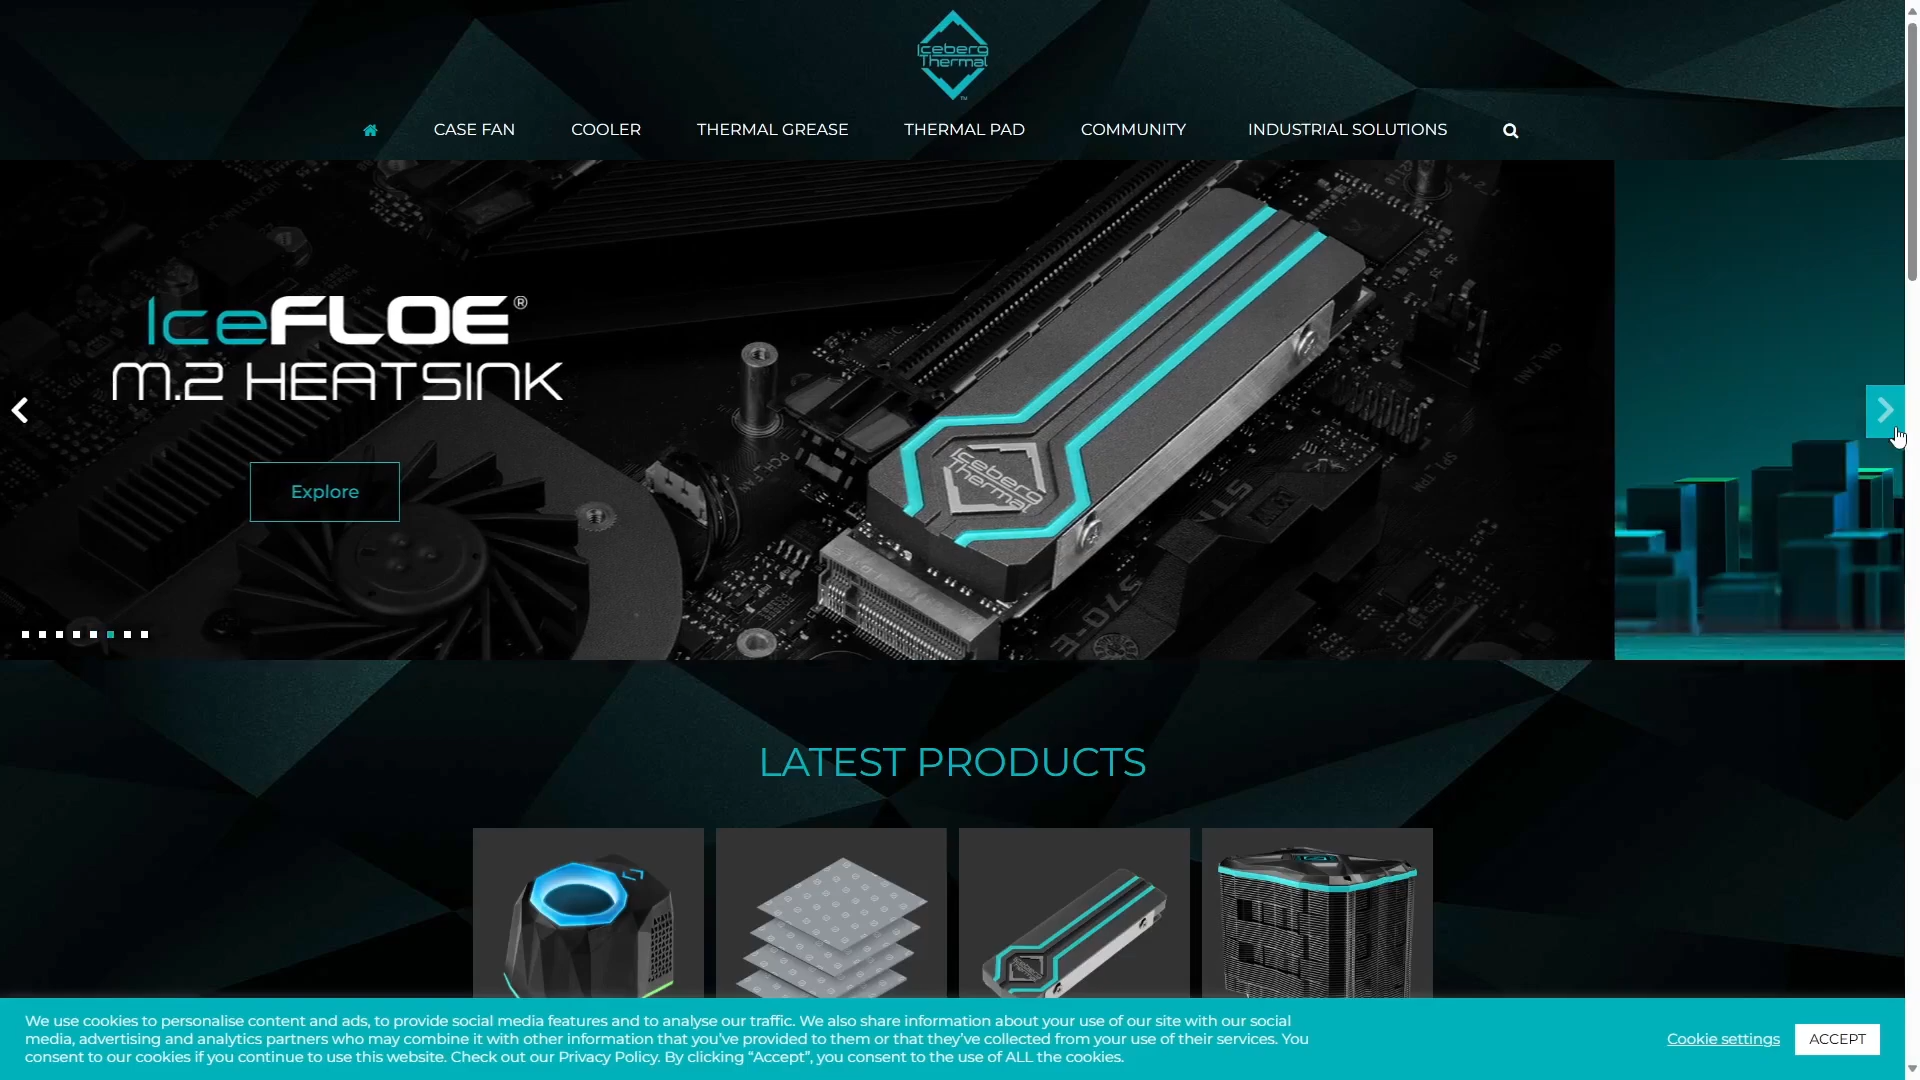 Iceberg
Thermal
TM
CASE FAN
COOLER
THERMAL GREASE
THERMAL PAD
COMMUNITY
INDUSTRIAL SOLUTIONS
IceFLOE®
M.2 HEATSINK
Explore
Iceberg
Thermal
PCH_FAN
SPI_TPM
LATEST PRODUCTS
We use cookies to personalise content and ads, to provide social media features and to analyse our traffic. We also share information about your use of our site with our social
media, advertising and analytics partners who may combine it with other information that you’ve provided to them or that they’ve collected from your use of their services. You
consent to our cookies if you continue to use this website. Check out our Privacy Policy. By clicking “Accept”, you consent to the use of ALL the cookies.
Cookie settings
ACCEPT